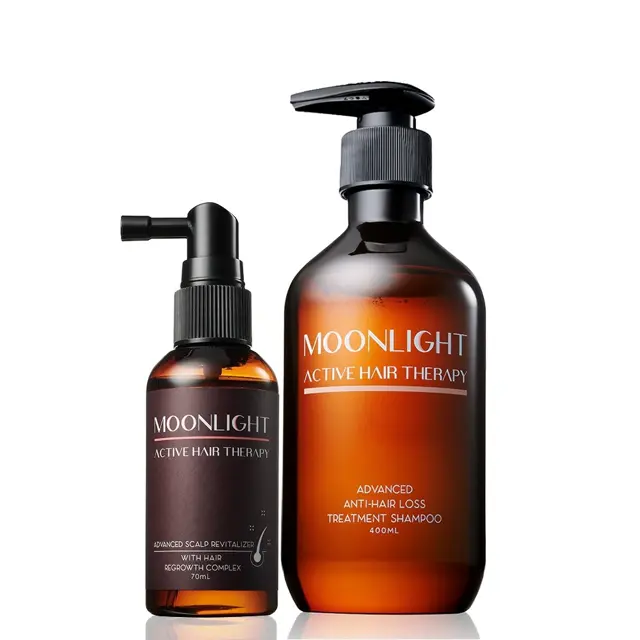 MOONLIGHT
ACTIVE HAIR THERAPY
ADVANCED SCALP REVITALIZER
WITH HAIR
REGROWTH COMPLEX
70mL
MOONLIGHT
ACTIVE HAIR THERAPY
ADVANCED
ANTI-HAIR LOSS
TREATMENT SHAMPOO
400ML